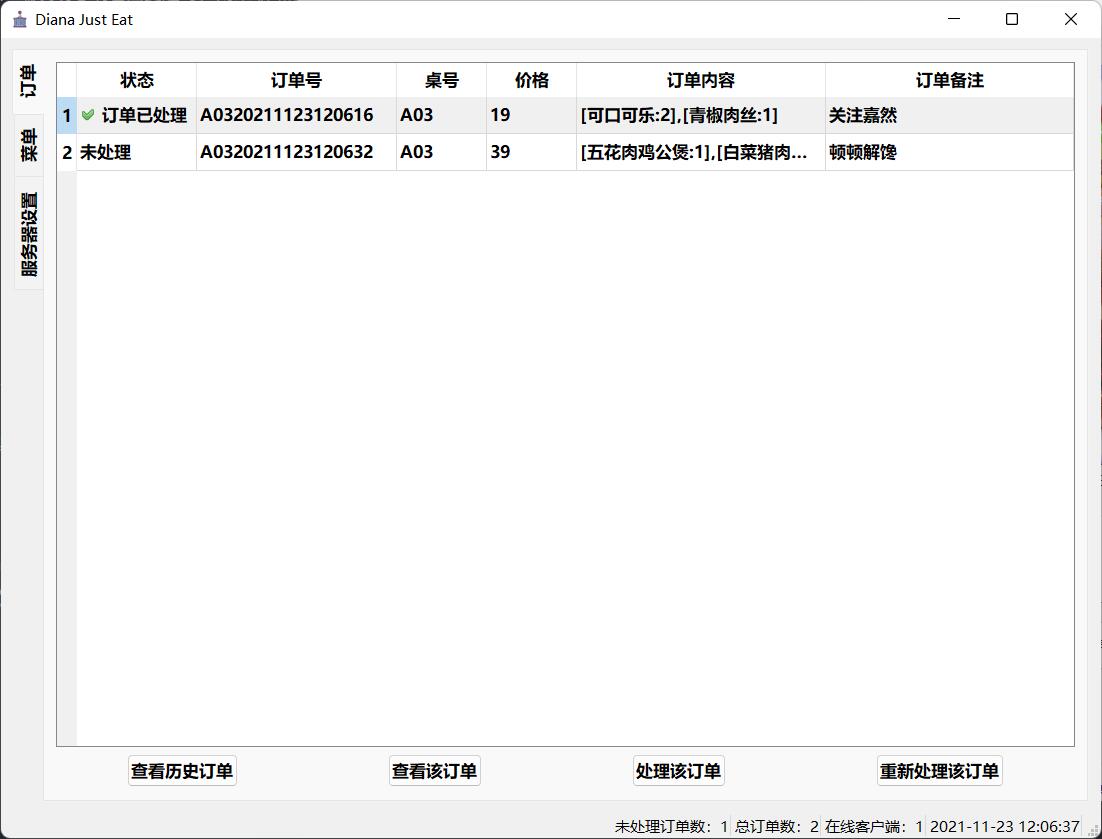 Diana Just Eat
订单
菜单
服务器设置
状态 订单号 桌号 价格 订单内容 订单备注
1 订单已处理 A0320211123120616 A03 19 [可口可乐:2],[青椒肉丝:1] 关注嘉然
2 未处理 A0320211123120632 A03 39 [五花肉鸡公煲:1],[白菜猪肉... 顿顿解馋
查看历史订单 查看该订单 处理该订单 重新处理该订单
未处理订单数：1 总订单数：2 在线客户端：1 2021-11-23 12:06:37